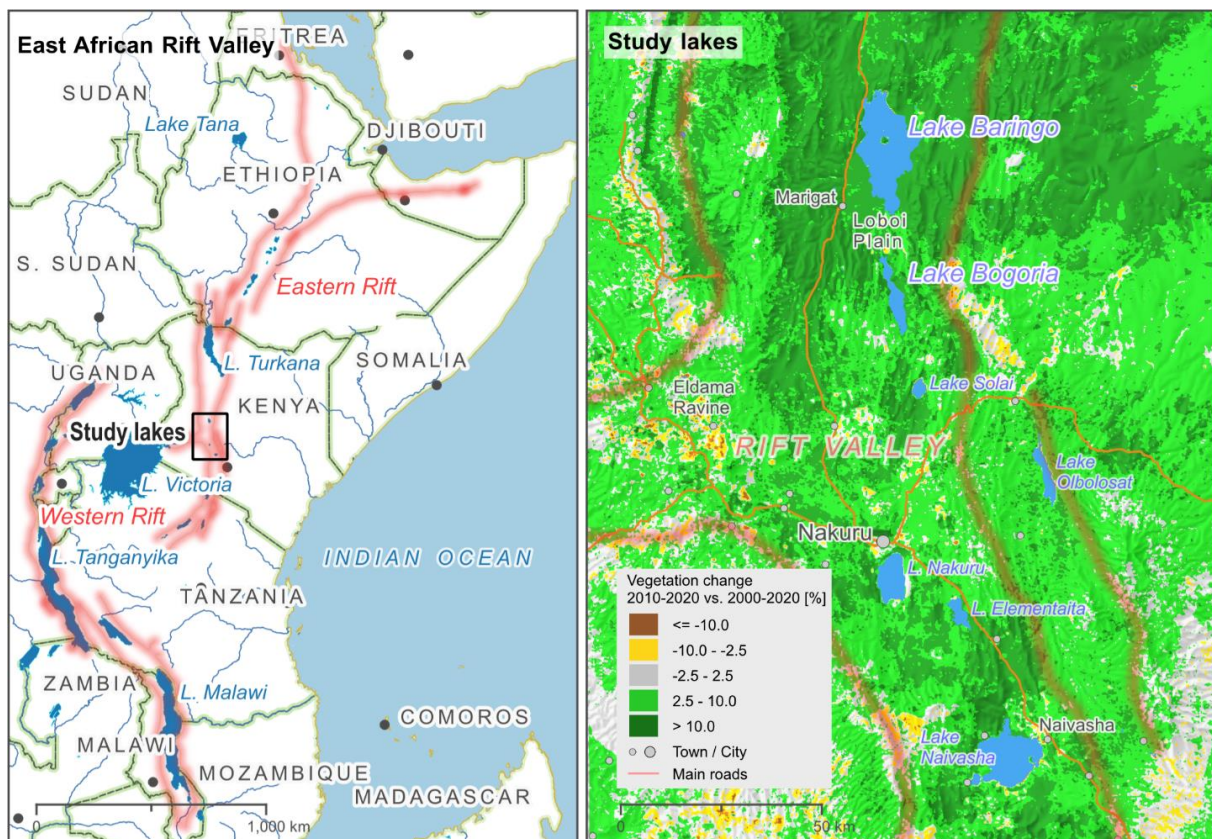 East African Rift Valley
ERITREA
SUDAN
Lake Tana
DJIBOUTI
ETHIOPIA
S. SUDAN
Eastern Rift
L. Turkana
SOMALIA
UGANDA
KENYA
Study lakes
L. Victoria
Western Rift
L. Tanganyika
INDIAN OCEAN
TANZANIA
ZAMBIA
L. Malawi
COMOROS
MALAWI
MOZAMBIQUE
MADAGASCAR
0
1,000 km
Study lakes
Lake Baringo
Marigat
Loboi
Plain
Lake Bogoria
Lake Solai
Eldama
Ravine
RIFT VALLEY
Lake
Olbolosat
Nakuru
L. Nakuru
L. Elementaita
Vegetation change
2010-2020 vs. 2000-2020 [%]
<= -10.0
-10.0 - -2.5
-2.5 - 2.5
2.5 - 10.0
> 10.0
Town / City
Main roads
Naivasha
Lake
Naivasha
0
50 km